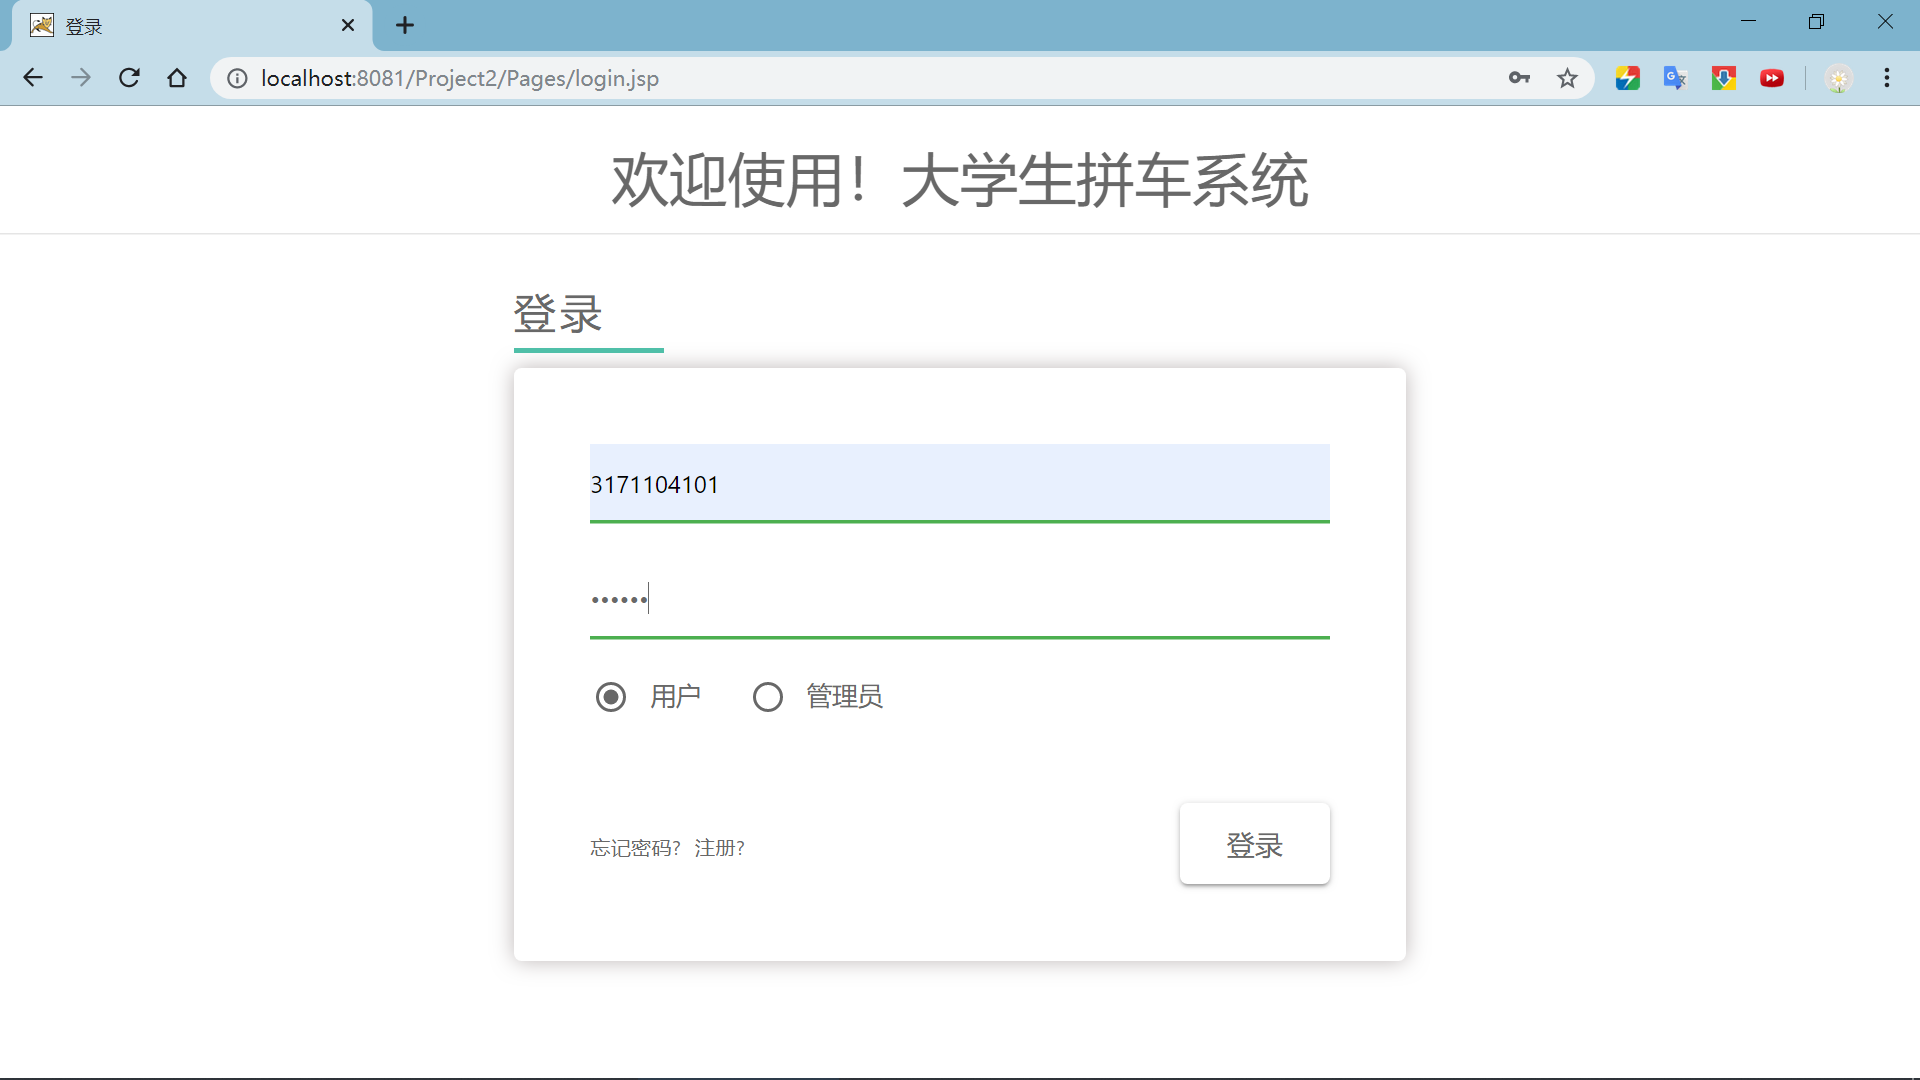 登录
localhost:8081/Project2/Pages/login.jsp
欢迎使用！大学生拼车系统
登录
3171104101
••••••
用户 管理员
忘记密码? 注册?
登录